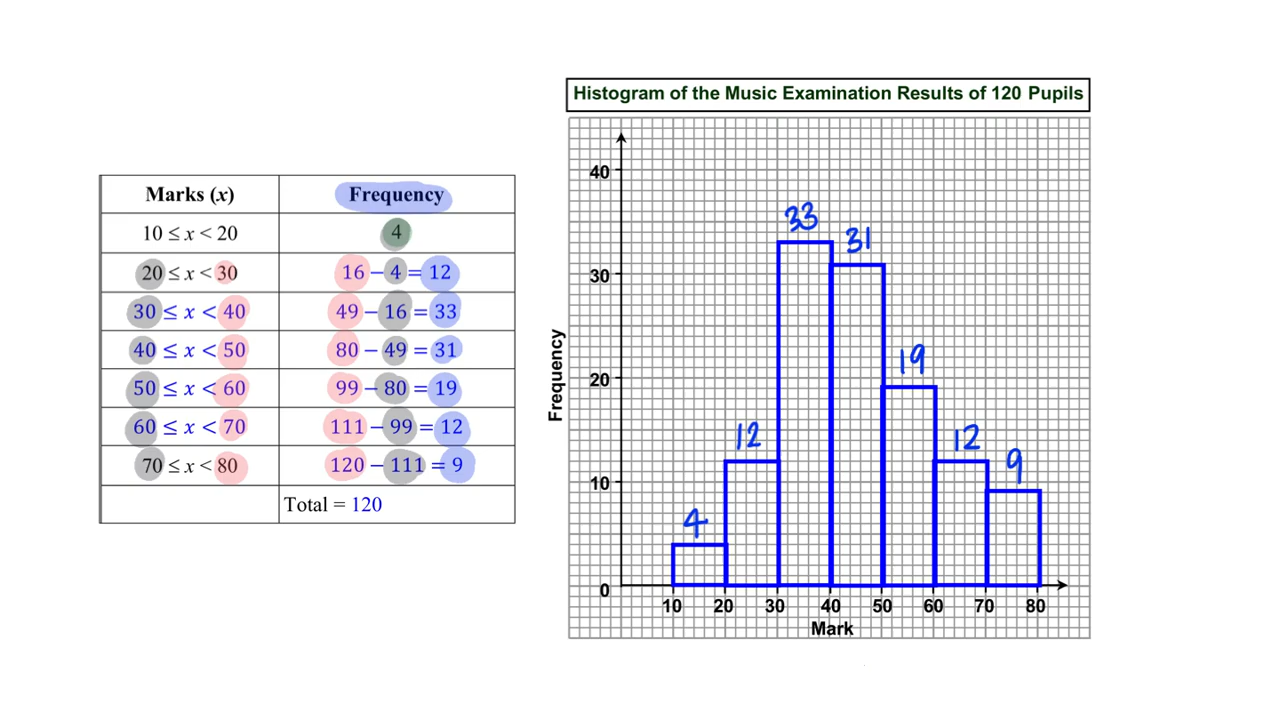 Histogram of the Music Examination Results of 120 Pupils
Marks (x) Frequency
10 ≤ x < 20 4
20 ≤ x < 30 16 − 4 = 12
30 ≤ x < 40 49 − 16 = 33
40 ≤ x < 50 80 − 49 = 31
50 ≤ x < 60 99 − 80 = 19
60 ≤ x < 70 111 − 99 = 12
70 ≤ x < 80 120 − 111 = 9
Total = 120
Frequency
40
30
20
10
0
4
12
33
31
19
12
9
10 20 30 40 50 60 70 80
Mark